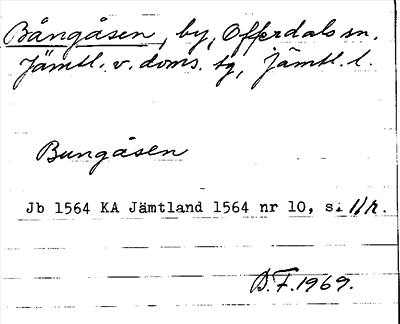 Bångåsen, by, Offerdals sn.
Jämtl. v. doms. tg, Jämtl. l.
Bungåsen
Jb 1564 KA Jämtland 1564 nr 10, s. 11 r.
D.F. 1969.